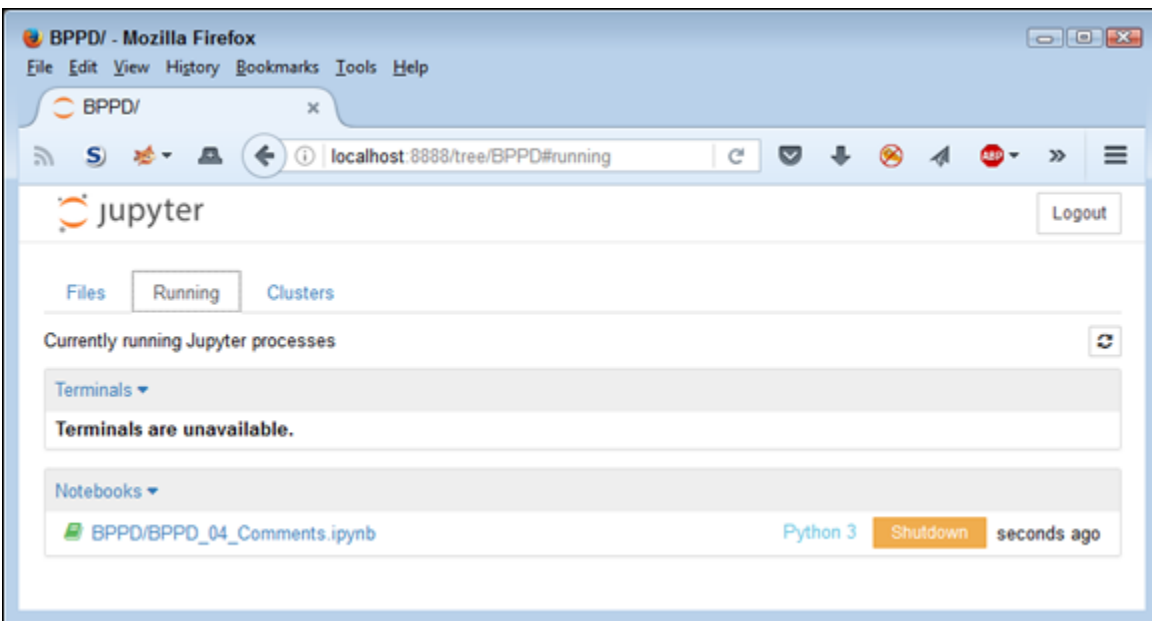 BPPD/ - Mozilla Firefox
File Edit View History Bookmarks Tools Help
BPPD/
S ABP
localhost:8888/tree/BPPD#running
jupyter Logout
Files Running Clusters
Currently running Jupyter processes
Terminals
Terminals are unavailable.
Notebooks
BPPD/BPPD_04_Comments.ipynb Python 3 Shutdown seconds ago